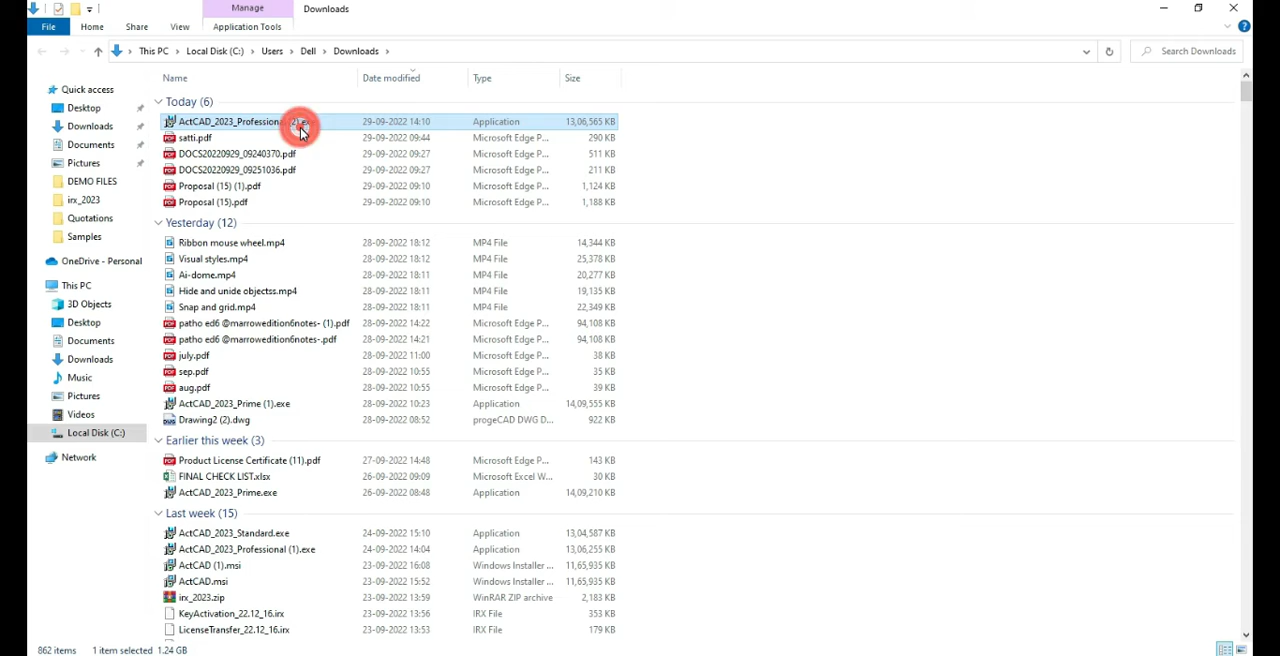 Manage
Downloads
File
Home
Share
View
Application Tools
This PC
Local Disk (C:)
Users
Dell
Downloads
Search Downloads
Name
Date modified
Type
Size
Quick access
Desktop
Downloads
Documents
Pictures
DEMO FILES
irx_2023
Quotations
Samples
OneDrive - Personal
This PC
3D Objects
Desktop
Documents
Downloads
Music
Pictures
Videos
Local Disk (C:)
Network
Today (6)
ActCAD_2023_Professional 29-09-2022 14:10 Application 13,06,565 KB
satti.pdf 29-09-2022 09:44 Microsoft Edge P... 290 KB
DOCS20220929_09240370.pdf 29-09-2022 09:27 Microsoft Edge P... 511 KB
DOCS20220929_09251036.pdf 29-09-2022 09:27 Microsoft Edge P... 211 KB
Proposal (15) (1).pdf 29-09-2022 09:10 Microsoft Edge P... 1,124 KB
Proposal (15).pdf 29-09-2022 09:10 Microsoft Edge P... 1,188 KB
Yesterday (12)
Ribbon mouse wheel.mp4 28-09-2022 18:12 MP4 File 14,344 KB
Visual styles.mp4 28-09-2022 18:12 MP4 File 25,378 KB
Ai-dome.mp4 28-09-2022 18:11 MP4 File 20,277 KB
Hide and unide objectss.mp4 28-09-2022 18:11 MP4 File 19,135 KB
Snap and grid.mp4 28-09-2022 18:11 MP4 File 22,349 KB
patho ed6 @marrowedition6notes- (1).pdf 28-09-2022 14:22 Microsoft Edge P... 94,108 KB
patho ed6 @marrowedition6notes-.pdf 28-09-2022 14:21 Microsoft Edge P... 94,108 KB
july.pdf 28-09-2022 11:00 Microsoft Edge P... 38 KB
sep.pdf 28-09-2022 10:55 Microsoft Edge P... 35 KB
aug.pdf 28-09-2022 10:55 Microsoft Edge P... 39 KB
ActCAD_2023_Prime (1).exe 28-09-2022 10:23 Application 14,09,555 KB
Drawing2 (2).dwg 28-09-2022 08:52 progeCAD DWG D... 922 KB
Earlier this week (3)
Product License Certificate (11).pdf 27-09-2022 14:48 Microsoft Edge P... 143 KB
FINAL CHECK LIST.xlsx 26-09-2022 09:09 Microsoft Excel W... 30 KB
ActCAD_2023_Prime.exe 26-09-2022 08:48 Application 14,09,210 KB
Last week (15)
ActCAD_2023_Standard.exe 24-09-2022 15:10 Application 13,04,587 KB
ActCAD_2023_Professional (1).exe 24-09-2022 14:04 Application 13,06,255 KB
ActCAD (1).msi 23-09-2022 16:08 Windows Installer ... 11,65,935 KB
ActCAD.msi 23-09-2022 15:52 Windows Installer ... 11,65,935 KB
irx_2023.zip 23-09-2022 13:59 WinRAR ZIP archive 2,183 KB
KeyActivation_22.12_16.irx 23-09-2022 13:56 IRX File 353 KB
LicenseTransfer_22.12_16.irx 23-09-2022 13:53 IRX File 179 KB
862 items 1 item selected 1.24 GB